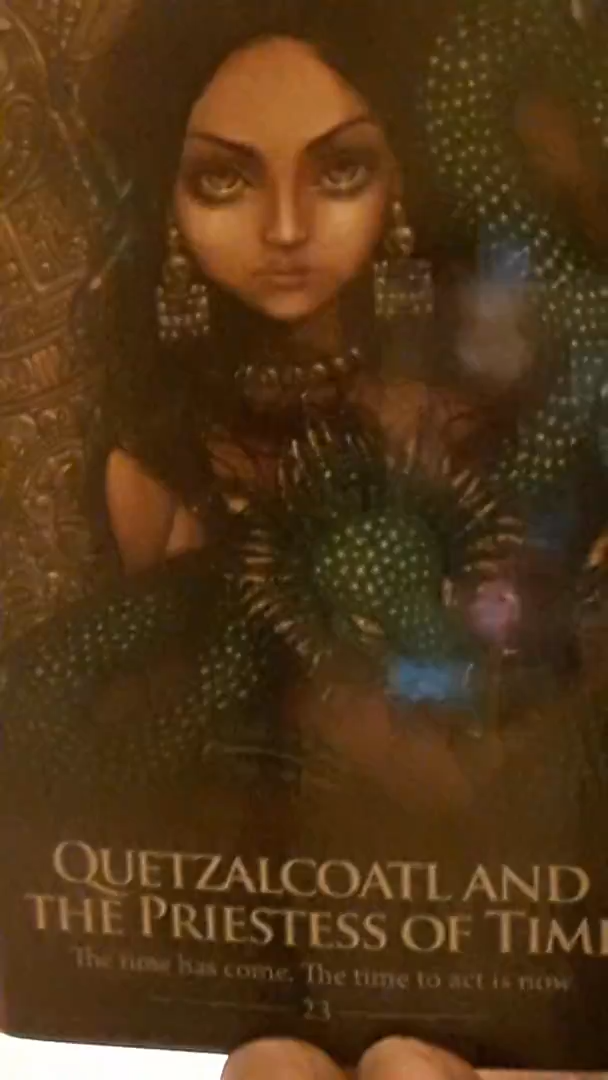 QUETZALCOATL AND
THE PRIESTESS OF TIM
The time has come. The time to act is now.
23